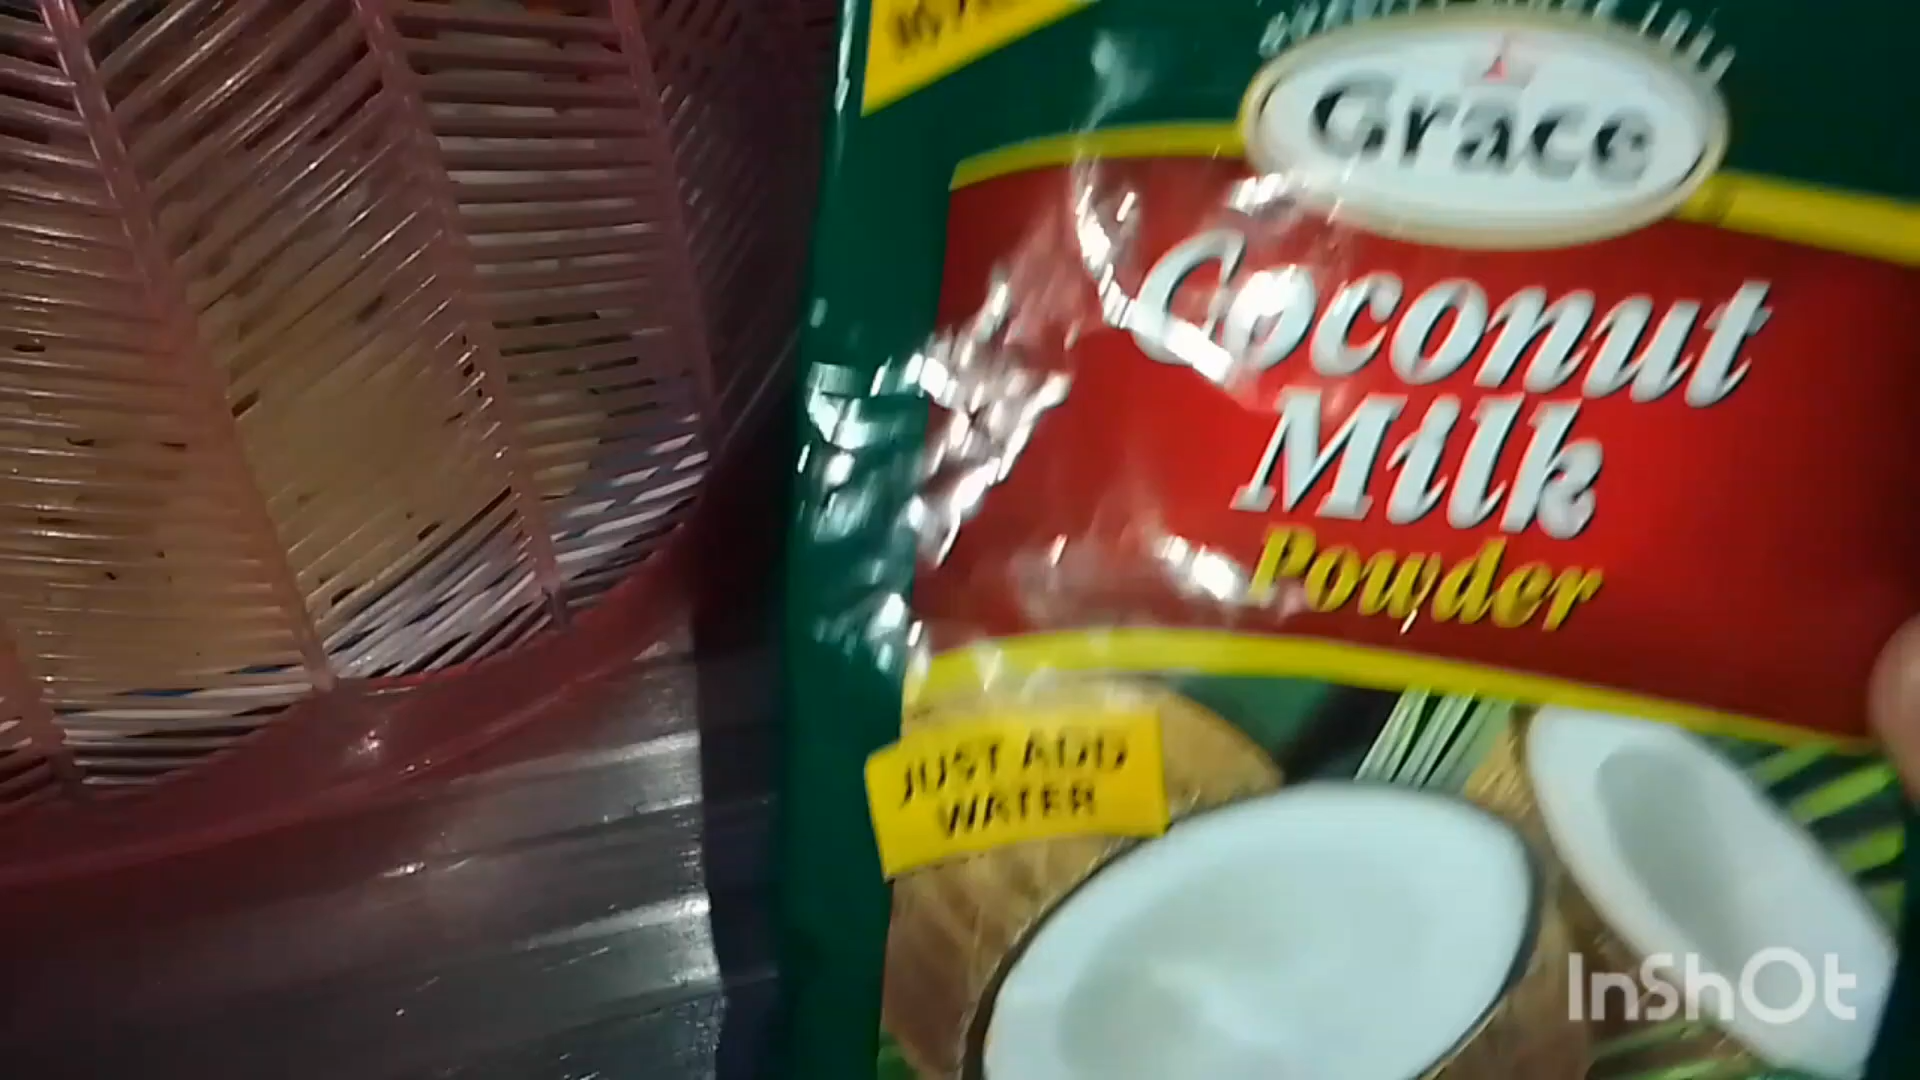 Grace
Coconut
Milk
Powder
JUST ADD
WATER
InShOt